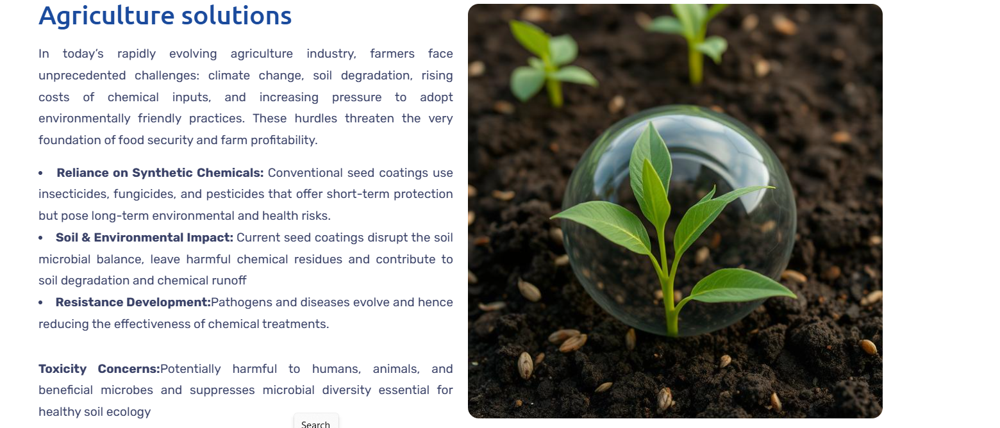 Agriculture solutions
In today’s rapidly evolving agriculture industry, farmers face
unprecedented challenges: climate change, soil degradation, rising
costs of chemical inputs, and increasing pressure to adopt
environmentally friendly practices. These hurdles threaten the very
foundation of food security and farm profitability.
• Reliance on Synthetic Chemicals: Conventional seed coatings use
insecticides, fungicides, and pesticides that offer short-term protection
but pose long-term environmental and health risks.
• Soil & Environmental Impact: Current seed coatings disrupt the soil
microbial balance, leave harmful chemical residues and contribute to
soil degradation and chemical runoff
• Resistance Development:Pathogens and diseases evolve and hence
reducing the effectiveness of chemical treatments.
Toxicity Concerns:Potentially harmful to humans, animals, and
beneficial microbes and suppresses microbial diversity essential for
healthy soil ecology
Search